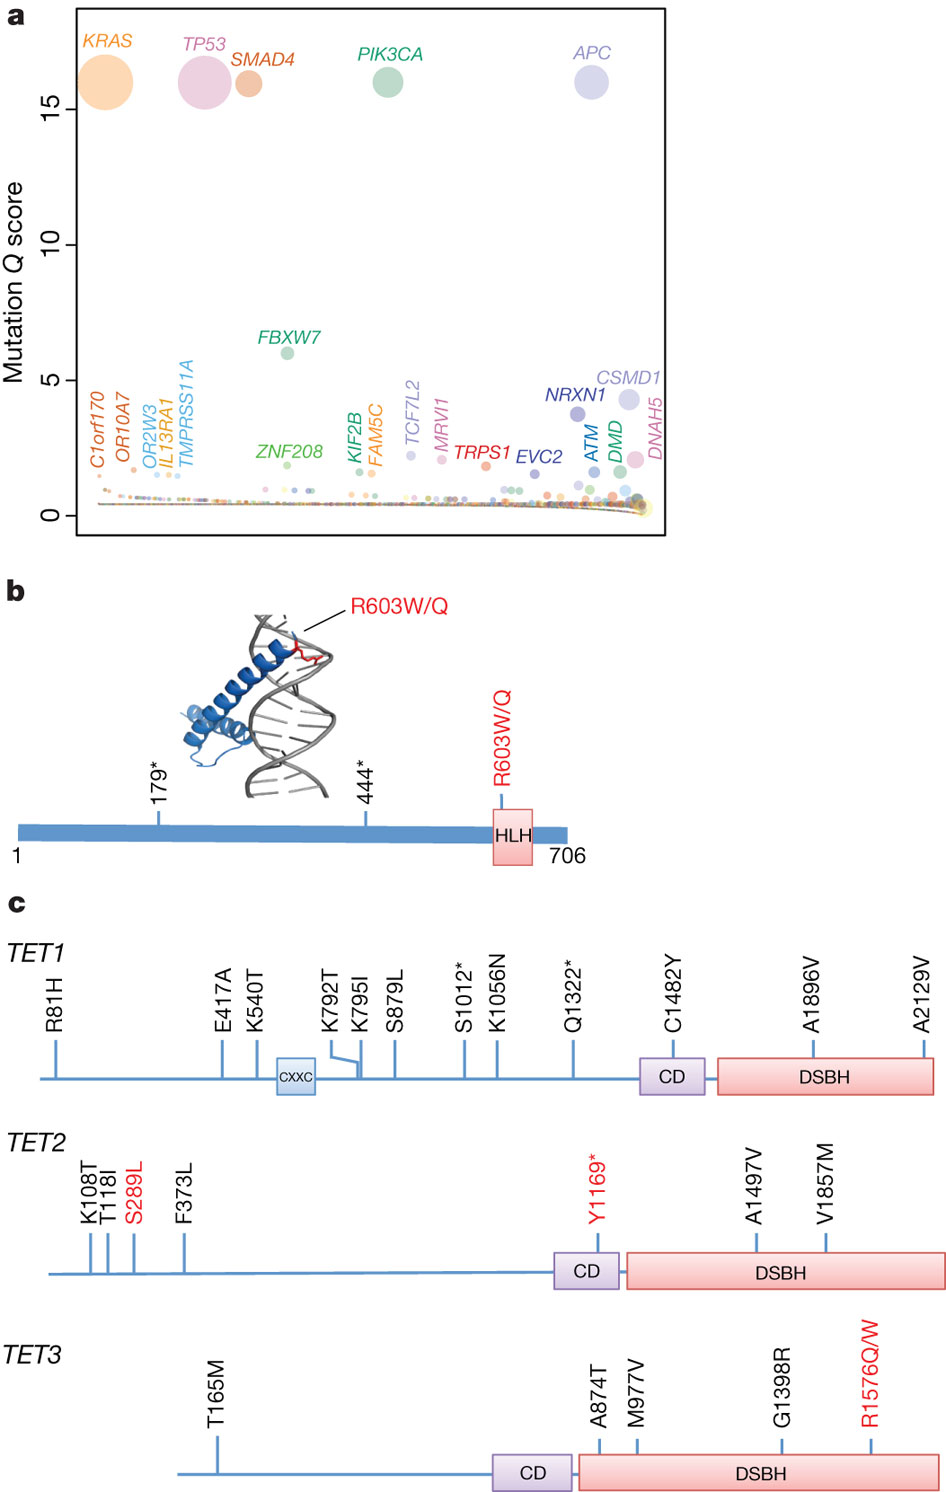 a
KRAS
TP53
SMAD4
PIK3CA
APC
15
10
5
0
Mutation Q score
FBXW7
CSMD1
NRXN1
C1orf170
OR10A7
OR2W3
IL13RA1
TMPRSS11A
ZNF208
KIF2B
FAM5C
TCF7L2
MRVI1
TRPS1
EVC2
ATM
DMD
DNAH5
b
R603W/Q
179*
444*
R603W/Q
HLH
1
706
c
TET1
R81H
E417A
K540T
K792T
K795I
S879L
S1012*
K1056N
Q1322*
C1482Y
A1896V
A2129V
CXXC
CD
DSBH
TET2
K108T
T118I
S289L
F373L
Y1169*
A1497V
V1857M
CD
DSBH
TET3
T165M
A874T
M977V
G1398R
R1576Q/W
CD
DSBH